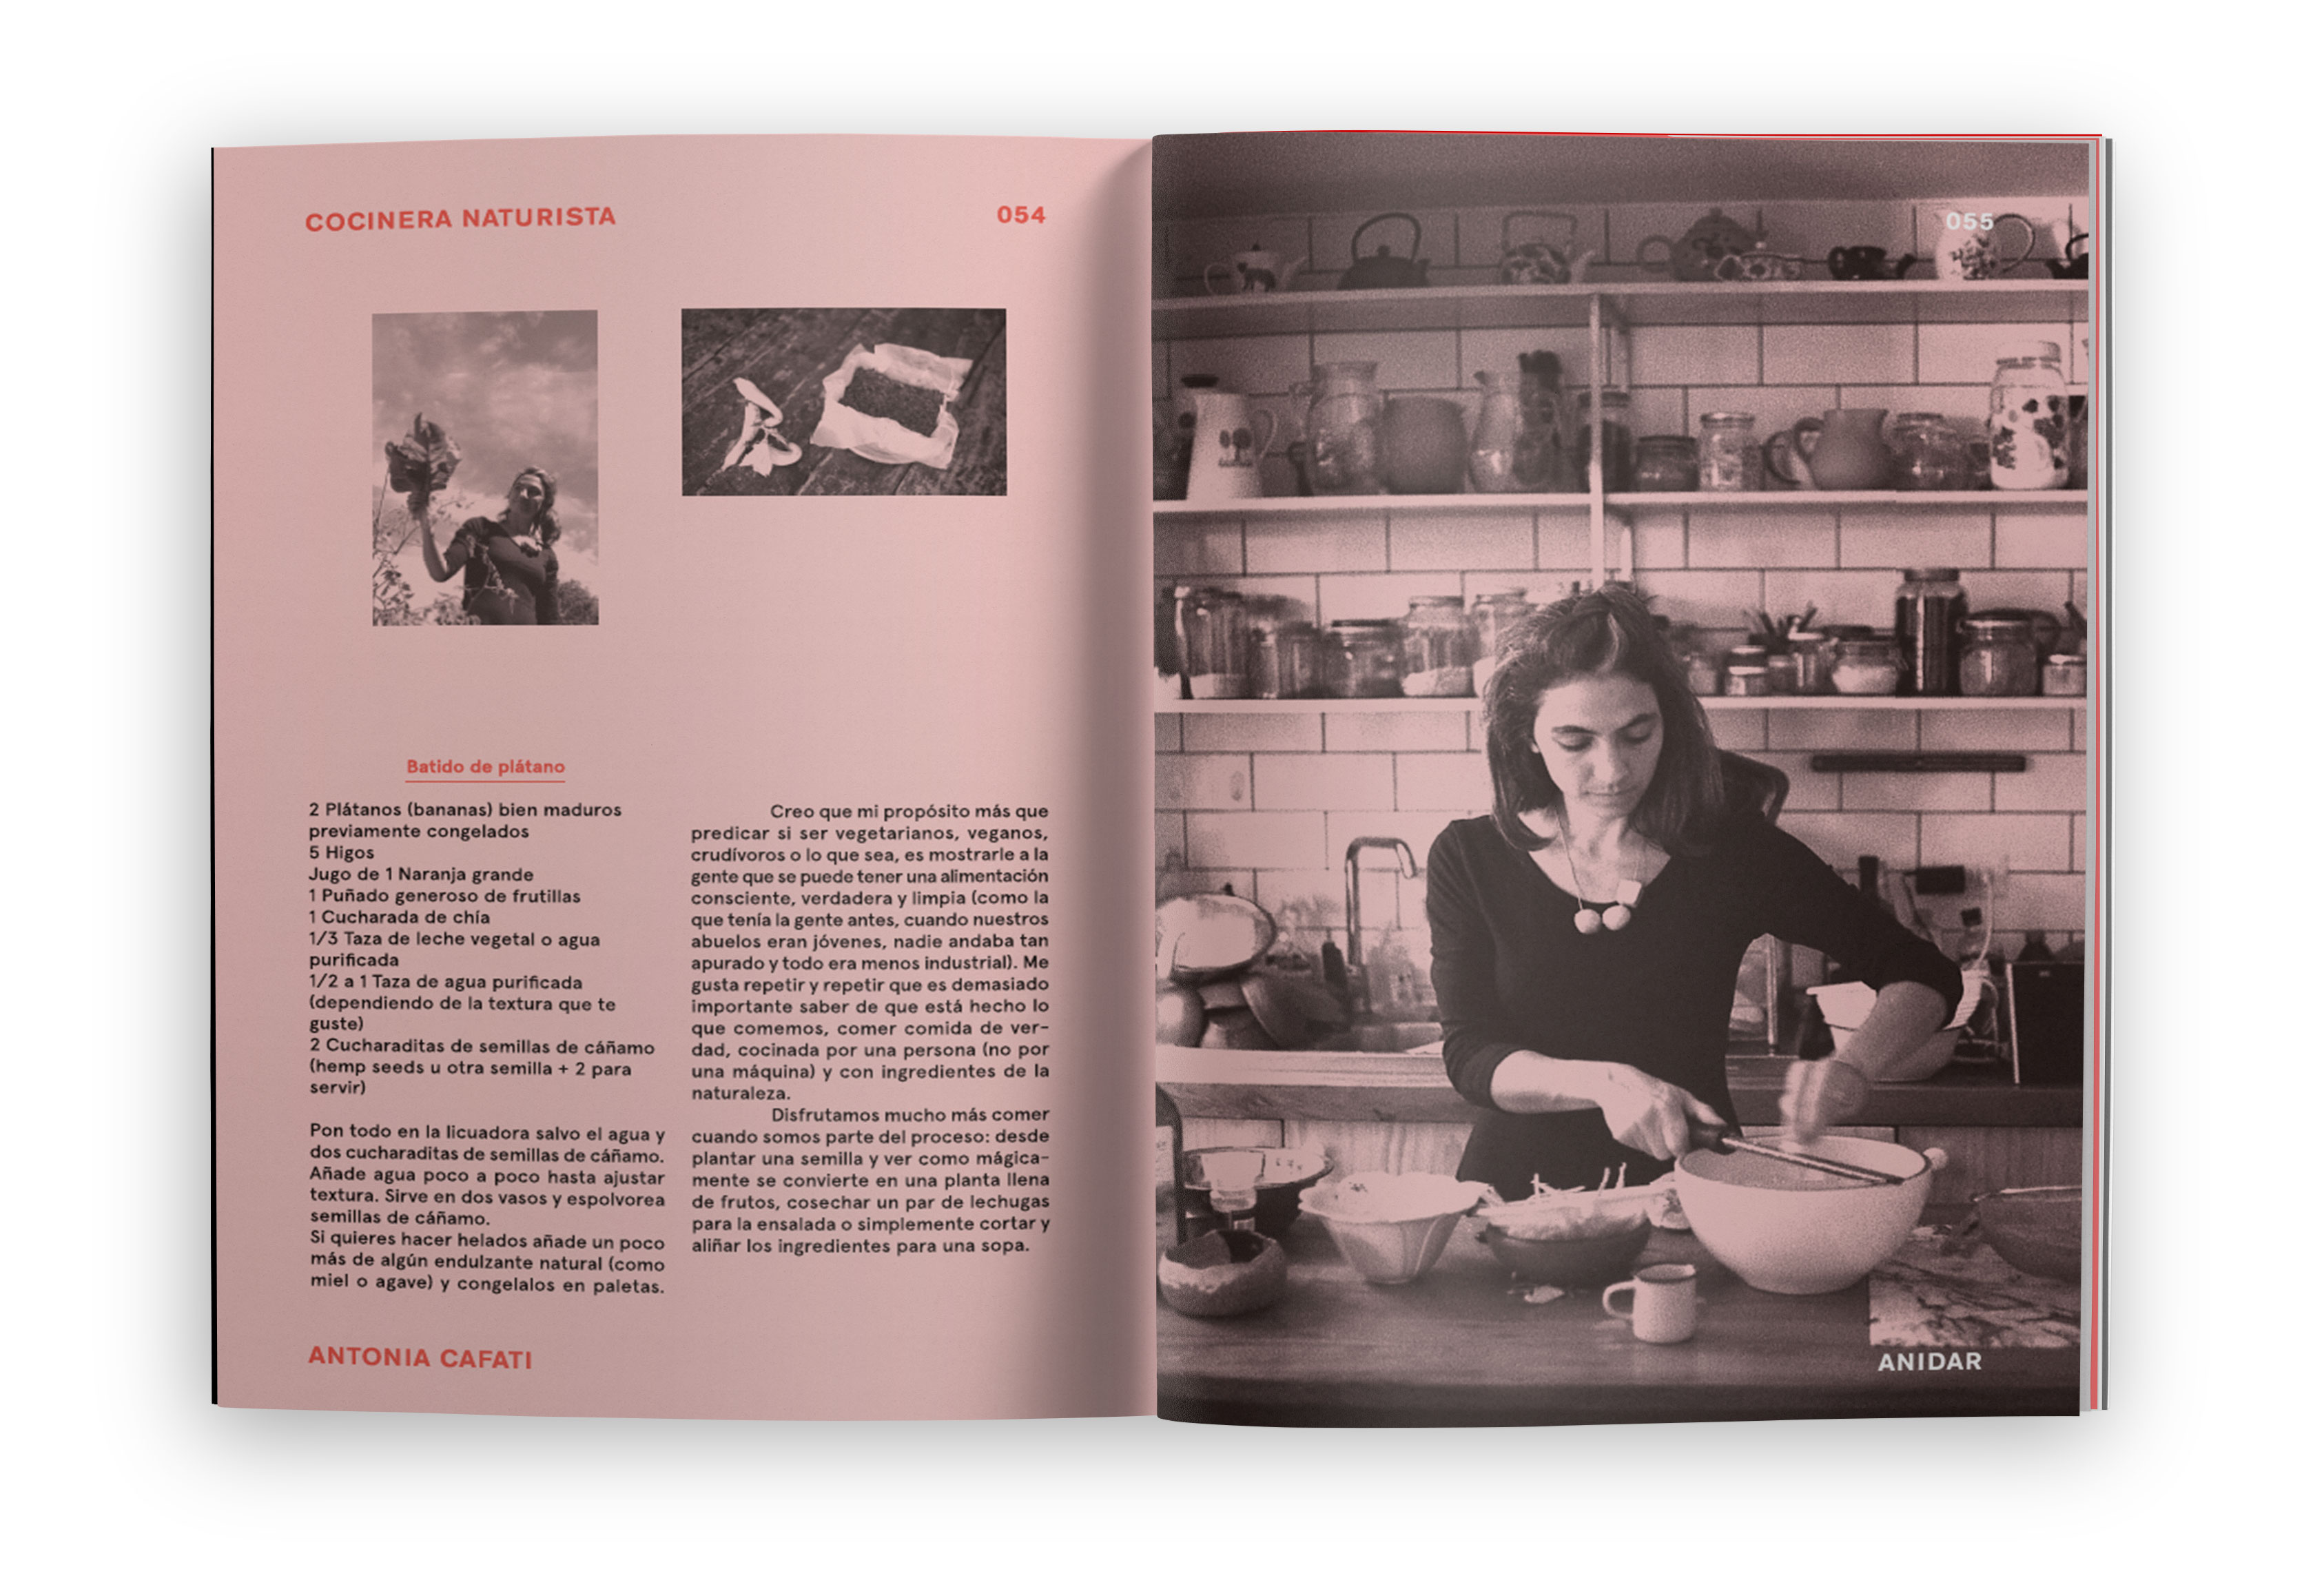 COCINERA NATURISTA
054
Batido de plátano
2 Plátanos (bananas) bien maduros
previamente congelados
5 Higos
Jugo de 1 Naranja grande
1 Puñado generoso de frutillas
1 Cucharada de chía
1/3 Taza de leche vegetal o agua
purificada
1/2 a 1 Taza de agua purificada
(dependiendo de la textura que te
guste)
2 Cucharaditas de semillas de cáñamo
(hemp seeds u otra semilla + 2 para
servir)
Pon todo en la licuadora salvo el agua y
dos cucharaditas de semillas de cáñamo.
Añade agua poco a poco hasta ajustar
textura. Sirve en dos vasos y espolvorea
semillas de cáñamo.
Si quieres hacer helados añade un poco
más de algún endulzante natural (como
miel o agave) y congelalos en paletas.
Creo que mi propósito más que
predicar si ser vegetarianos, veganos,
crudívoros o lo que sea, es mostrarle a la
gente que se puede tener una alimentación
consciente, verdadera y limpia (como la
que tenía la gente antes, cuando nuestros
abuelos eran jóvenes, nadie andaba tan
apurado y todo era menos industrial). Me
gusta repetir y repetir que es demasiado
importante saber de que está hecho lo
que comemos, comer comida de ver-
dad, cocinada por una persona (no por
una máquina) y con ingredientes de la
naturaleza.
Disfrutamos mucho más comer
cuando somos parte del proceso: desde
plantar una semilla y ver como mágica-
mente se convierte en una planta llena
de frutos, cosechar un par de lechugas
para la ensalada o simplemente cortar y
aliñar los ingredientes para una sopa.
ANTONIA CAFATI
055
ANIDAR